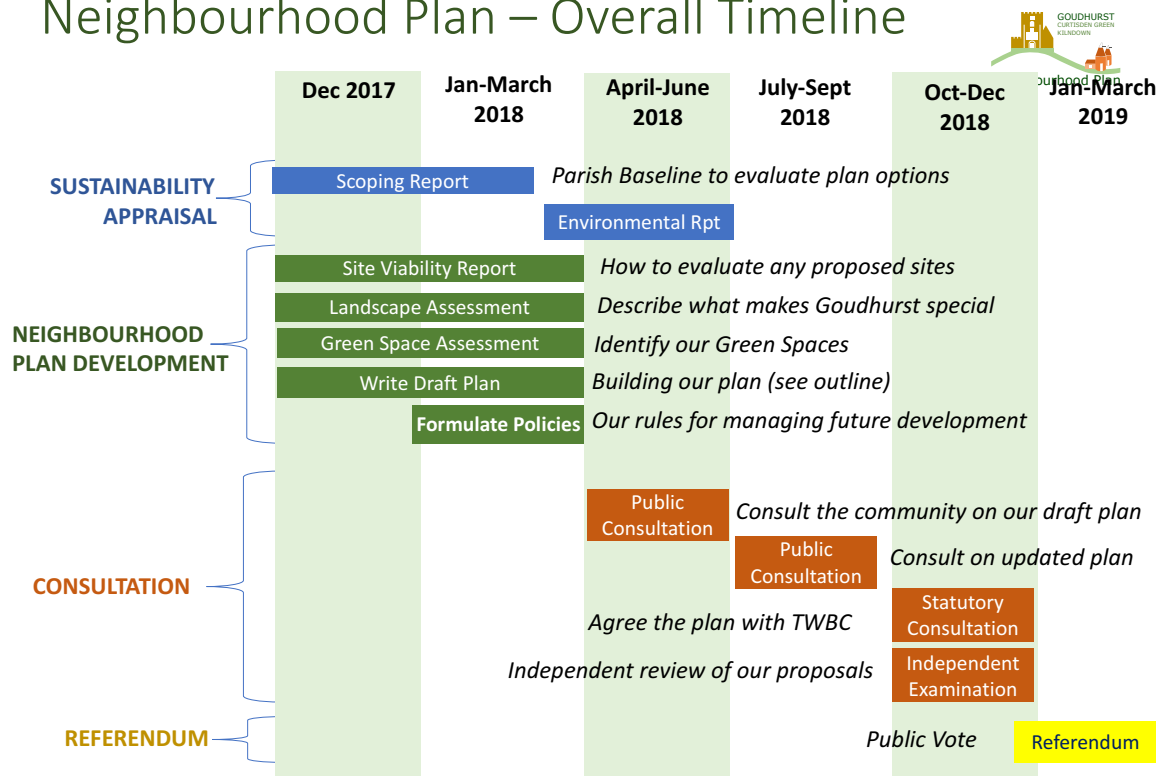 Neighbourhood Plan – Overall Timeline
GOUDHURST
CURTISDEN GREEN
KILNDOWN
ourhood Plan
Dec 2017
Jan-March
2018
April-June
2018
July-Sept
2018
Oct-Dec
2018
Jan-March
2019
SUSTAINABILITY
APPRAISAL
Scoping Report
Parish Baseline to evaluate plan options
Environmental Rpt
NEIGHBOURHOOD
PLAN DEVELOPMENT
Site Viability Report
How to evaluate any proposed sites
Landscape Assessment
Describe what makes Goudhurst special
Green Space Assessment
Identify our Green Spaces
Write Draft Plan
Building our plan (see outline)
Formulate Policies
Our rules for managing future development
CONSULTATION
Public
Consultation
Consult the community on our draft plan
Public
Consultation
Consult on updated plan
Agree the plan with TWBC
Statutory
Consultation
Independent review of our proposals
Independent
Examination
REFERENDUM
Public Vote
Referendum